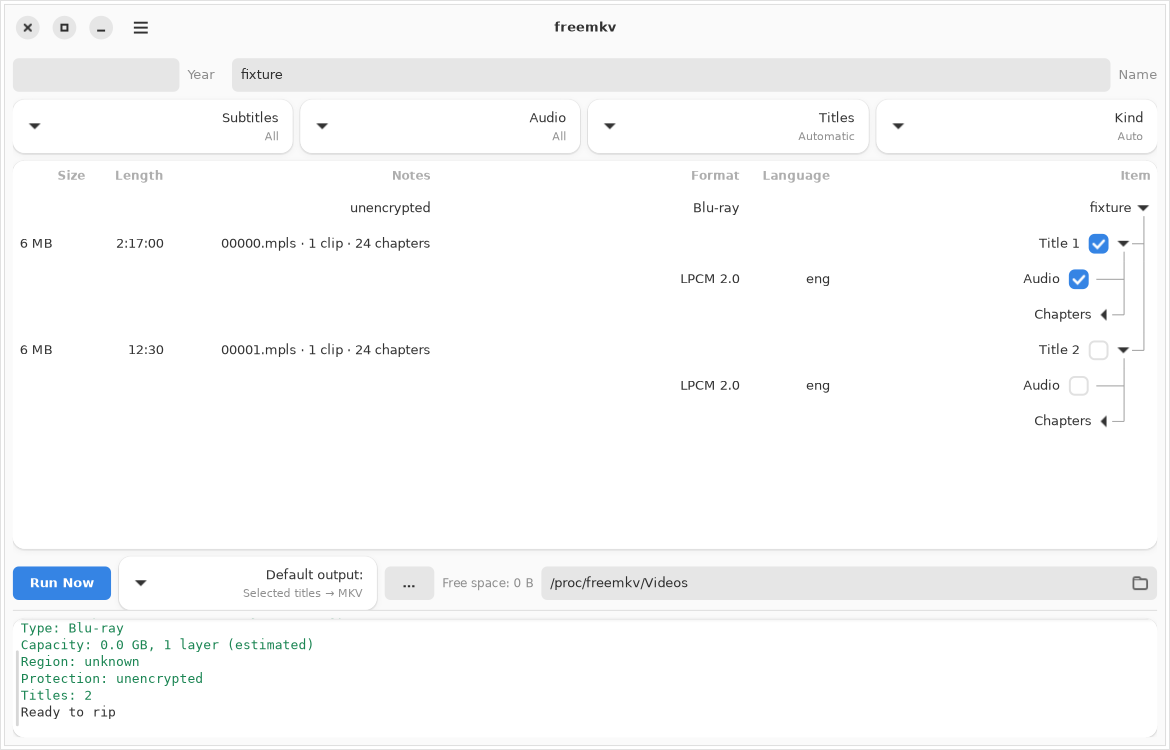 freemkv
Year
fixture
Name
Subtitles
All
Audio
All
Titles
Automatic
Kind
Auto
Size Length Notes Format Language Item
unencrypted Blu-ray fixture
6 MB 2:17:00 00000.mpls · 1 clip · 24 chapters Title 1
LPCM 2.0 eng Audio
Chapters
6 MB 12:30 00001.mpls · 1 clip · 24 chapters Title 2
LPCM 2.0 eng Audio
Chapters
Run Now
Default output:
Selected titles → MKV
...
Free space: 0 B
/proc/freemkv/Videos
Type: Blu-ray
Capacity: 0.0 GB, 1 layer (estimated)
Region: unknown
Protection: unencrypted
Titles: 2
Ready to rip